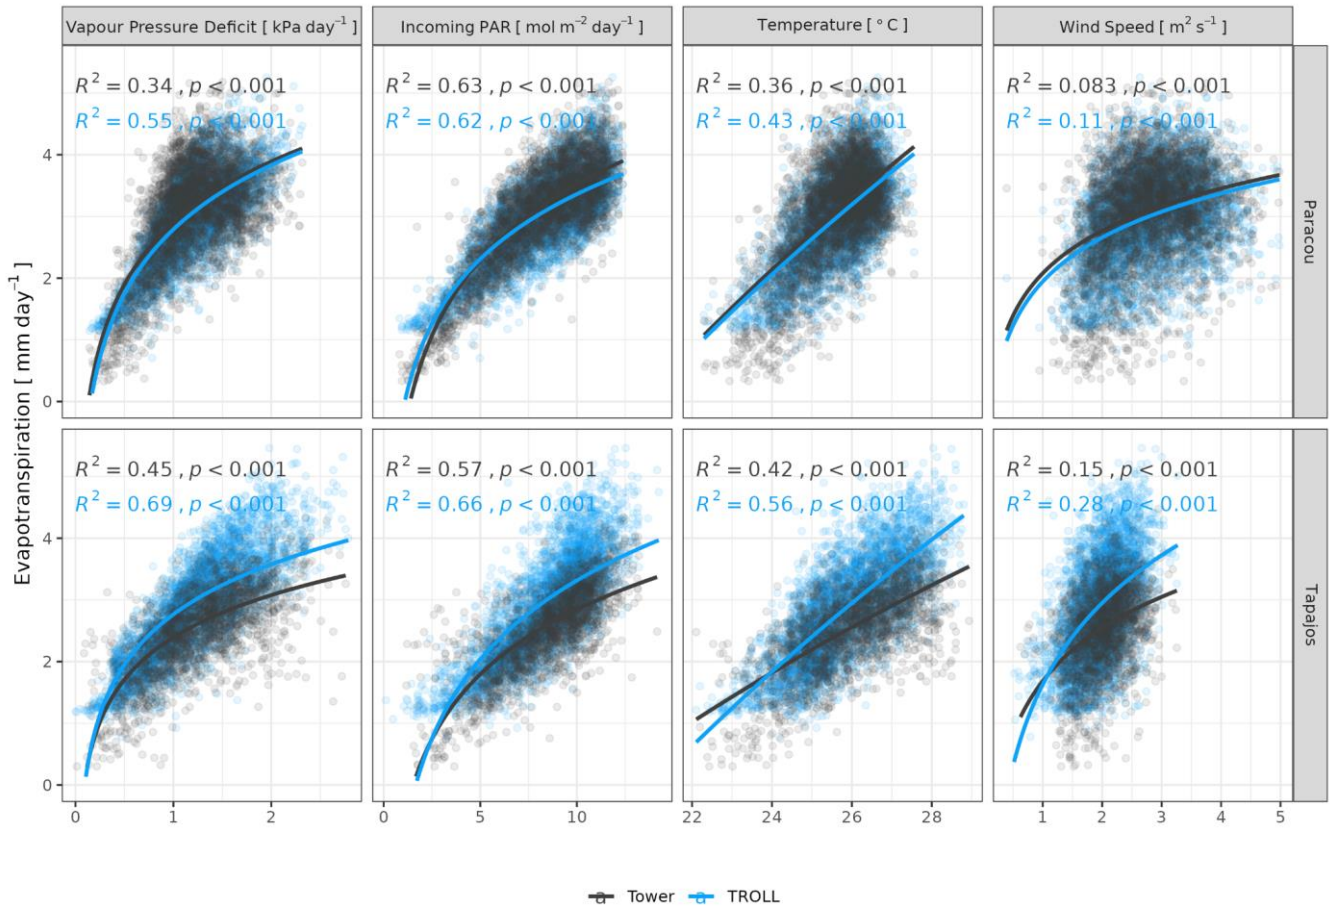 Vapour Pressure Deficit [ kPa day⁻¹ ]
Incoming PAR [ mol m⁻² day⁻¹ ]
Temperature [ ° C ]
Wind Speed [ m² s⁻¹ ]
R² = 0.34 , p < 0.001
R² = 0.55 , p < 0.001
R² = 0.63 , p < 0.001
R² = 0.62 , p < 0.001
R² = 0.36 , p < 0.001
R² = 0.43 , p < 0.001
R² = 0.083 , p < 0.001
R² = 0.11 , p < 0.001
Paracou
4
2
0
Evapotranspiration [ mm day⁻¹ ]
R² = 0.45 , p < 0.001
R² = 0.69 , p < 0.001
R² = 0.57 , p < 0.001
R² = 0.66 , p < 0.001
R² = 0.42 , p < 0.001
R² = 0.56 , p < 0.001
R² = 0.15 , p < 0.001
R² = 0.28 , p < 0.001
Tapajos
4
2
0
0 1 2
0 5 10
22 24 26 28
1 2 3 4 5
a Tower a TROLL